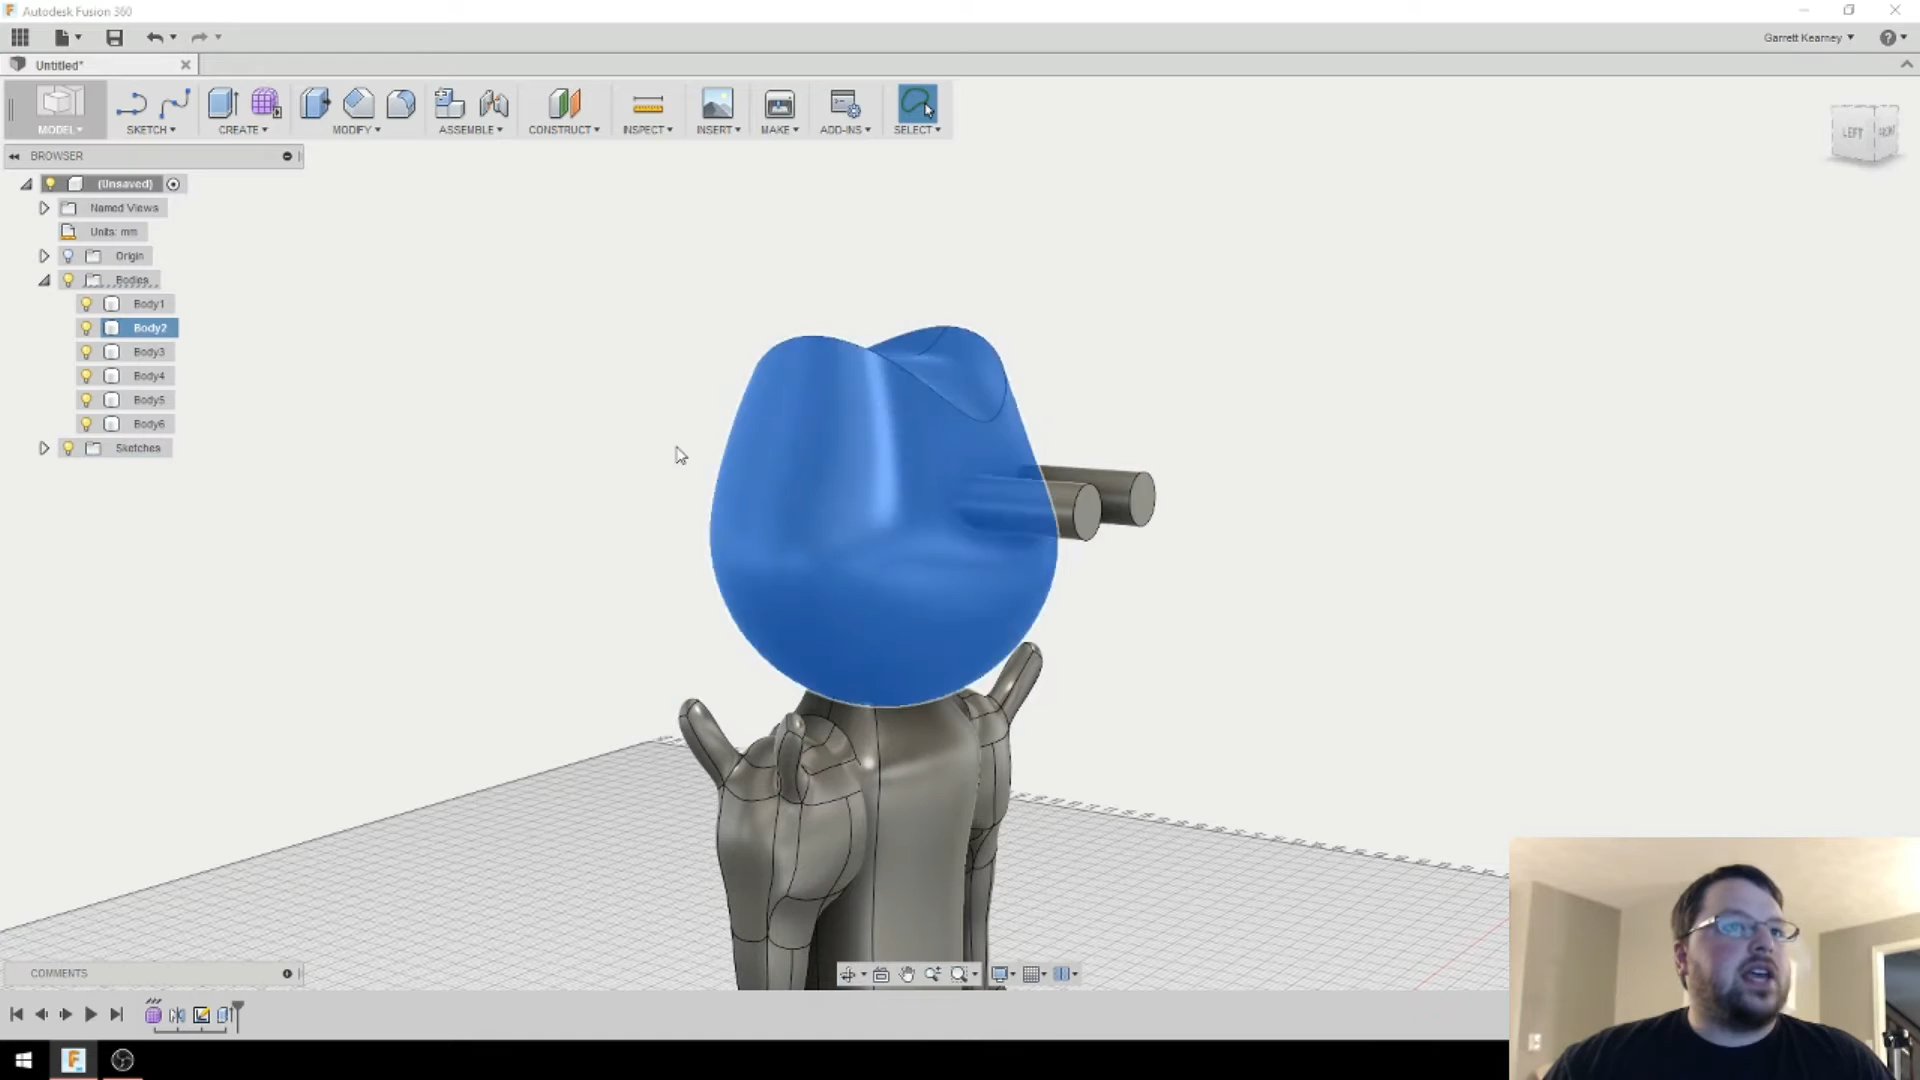 Autodesk Fusion 360
Garrett Kearney
Untitled*
MODEL
SKETCH
CREATE
MODIFY
ASSEMBLE
CONSTRUCT
INSPECT
INSERT
MAKE
ADD-INS
SELECT
LEFT
FRONT
BROWSER
(Unsaved)
Named Views
Units: mm
Origin
Bodies
Body1
Body2
Body3
Body4
Body5
Body6
Sketches
COMMENTS